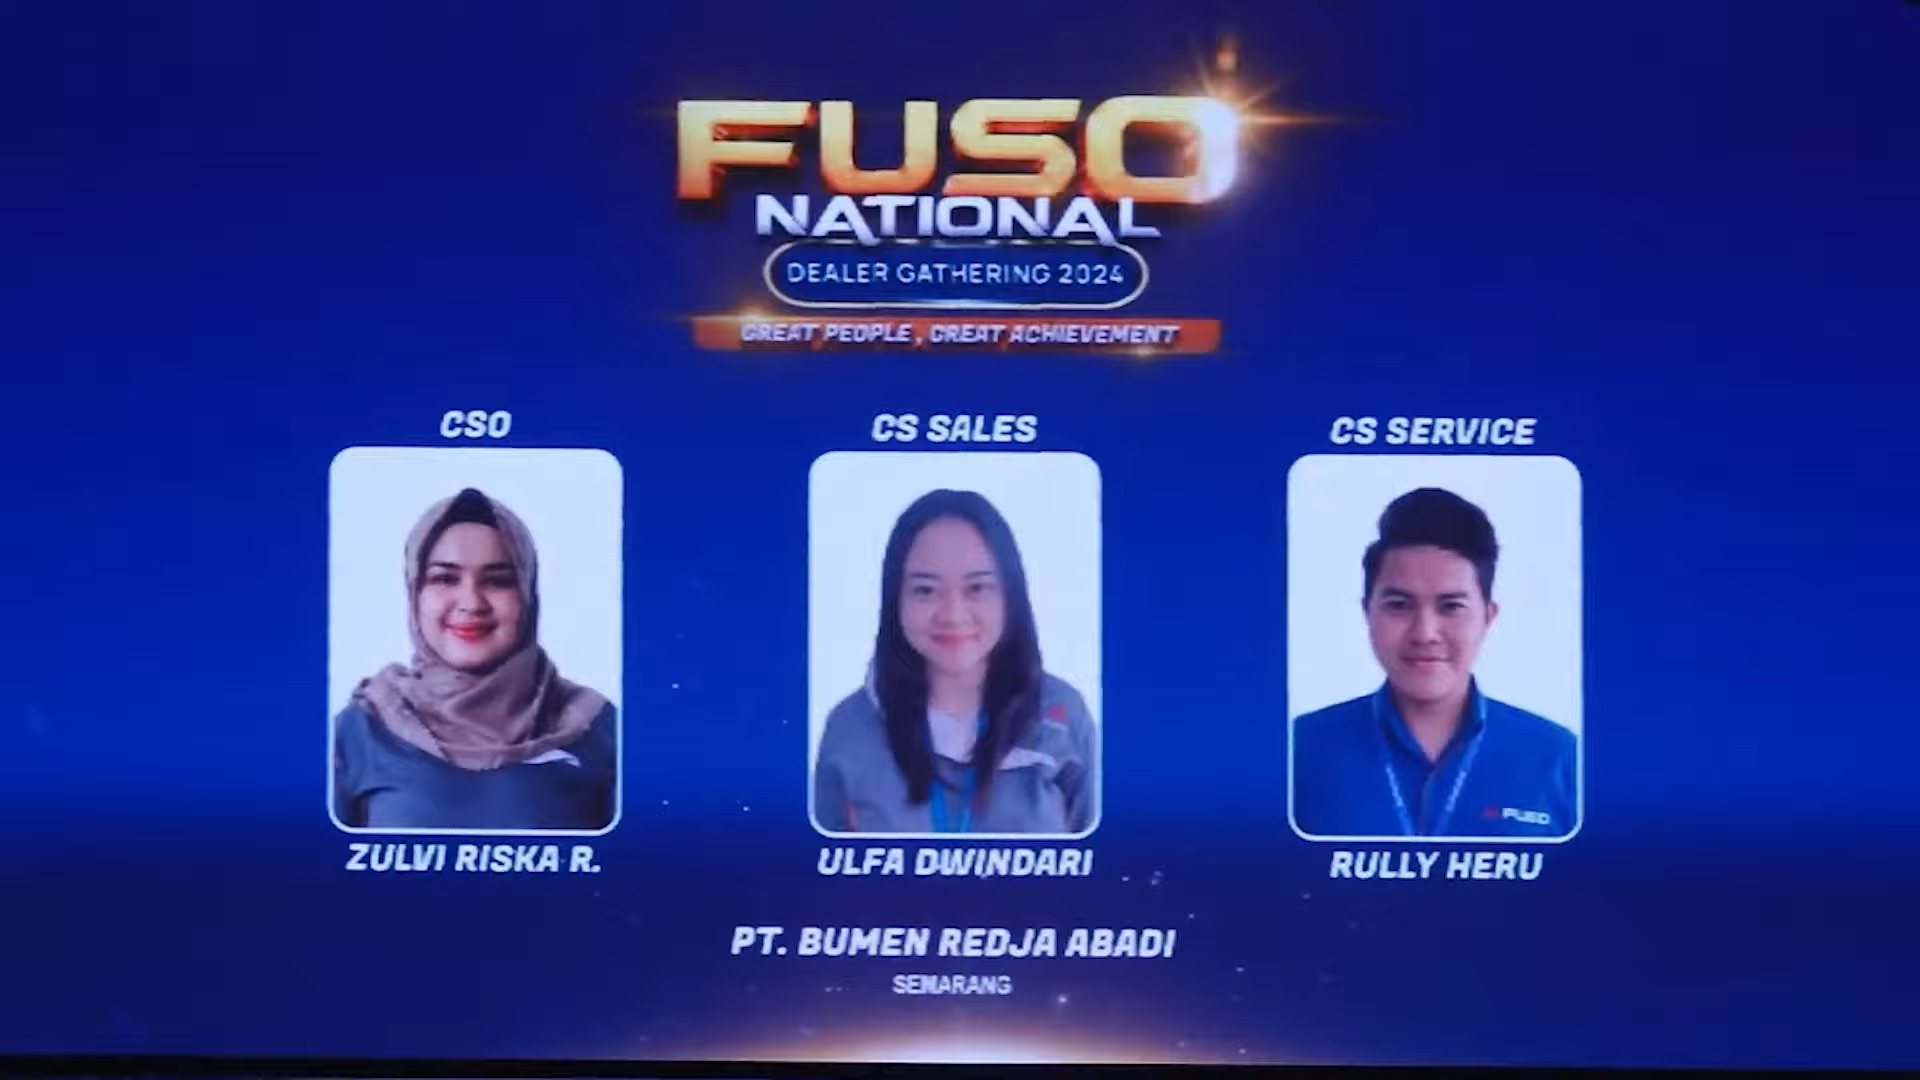 FUSO
NATIONAL
DEALER GATHERING 2024
GREAT PEOPLE, GREAT ACHIEVEMENT
CSO
CS SALES
CS SERVICE
FUSO
ZULVI RISKA R.
ULFA DWINDARI
RULLY HERU
PT. BUMEN REDJA ABADI
SEMARANG